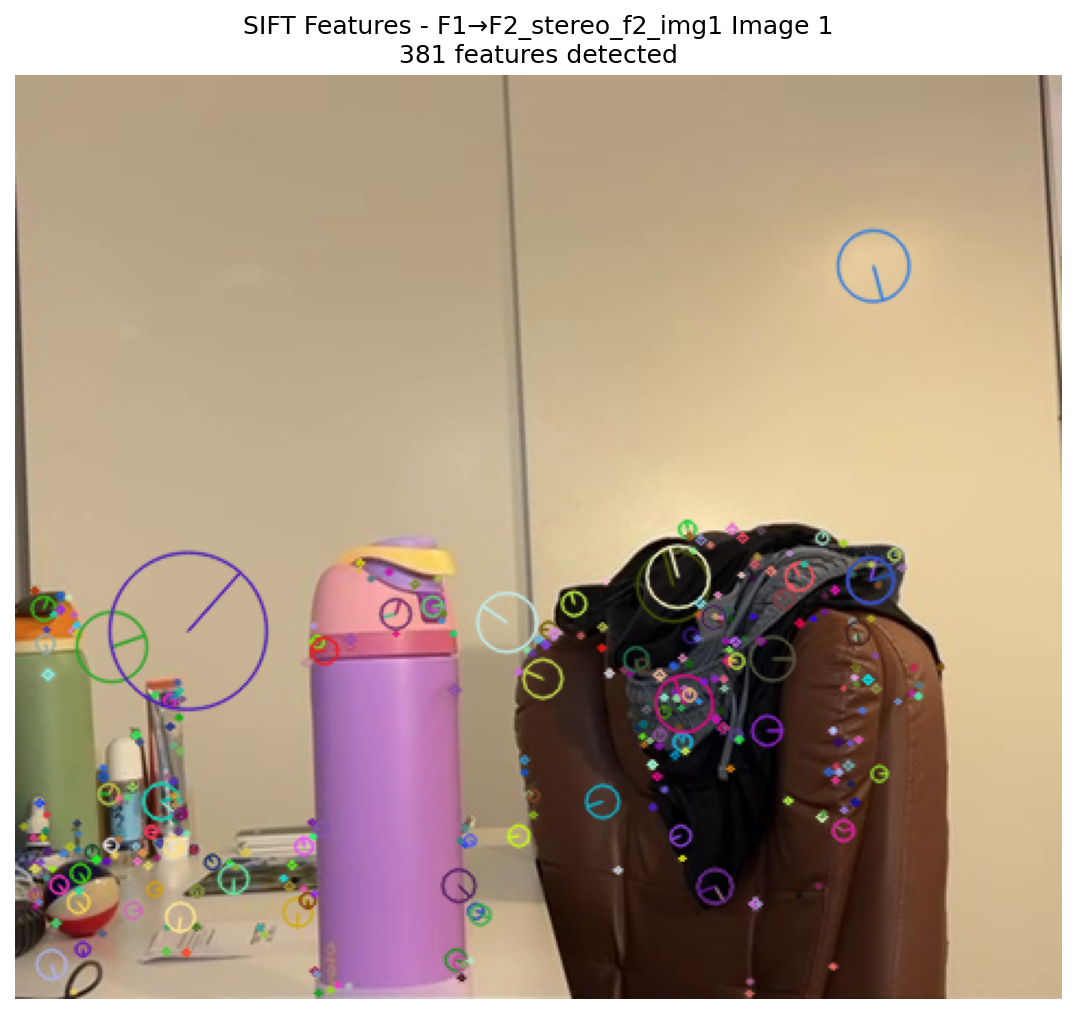 SIFT Features - F1→F2_stereo_f2_img1 Image 1
381 features detected